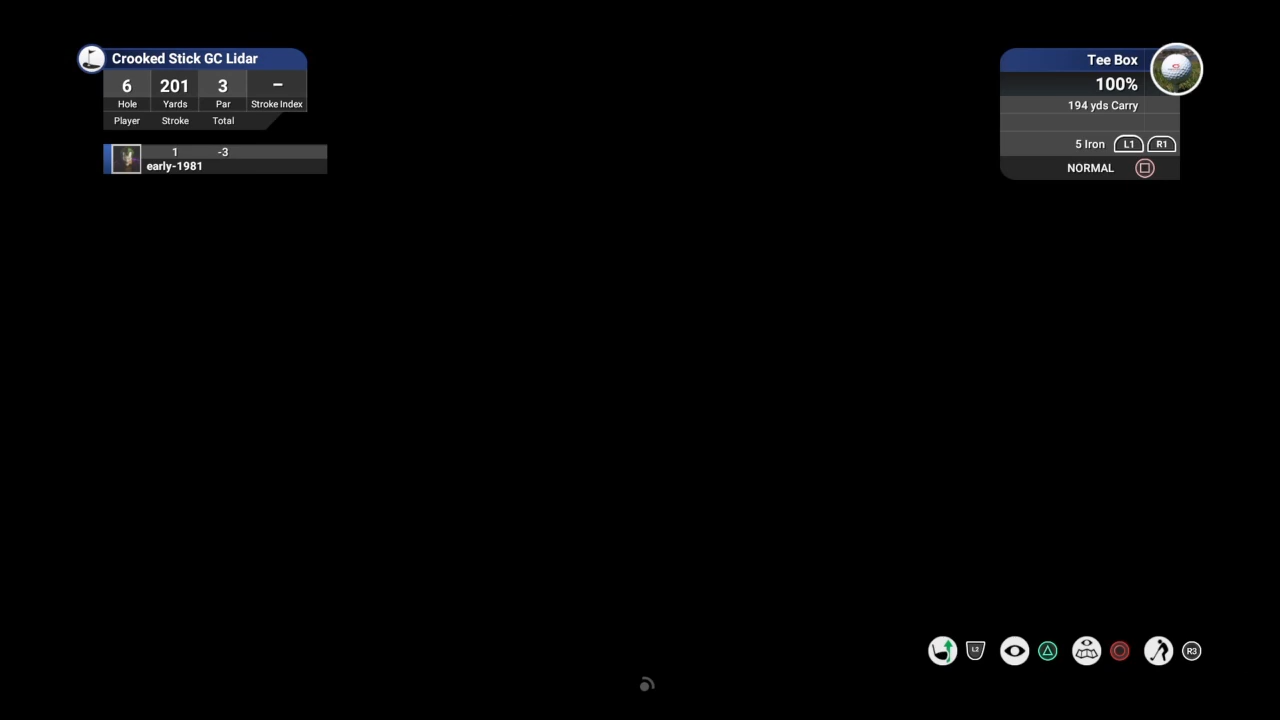 Crooked Stick GC Lidar
6 201 3 –
Hole Yards Par Stroke Index
Player Stroke Total
1 -3
early-1981
Tee Box
100%
194 yds Carry
5 Iron L1 R1
NORMAL
L2 R3